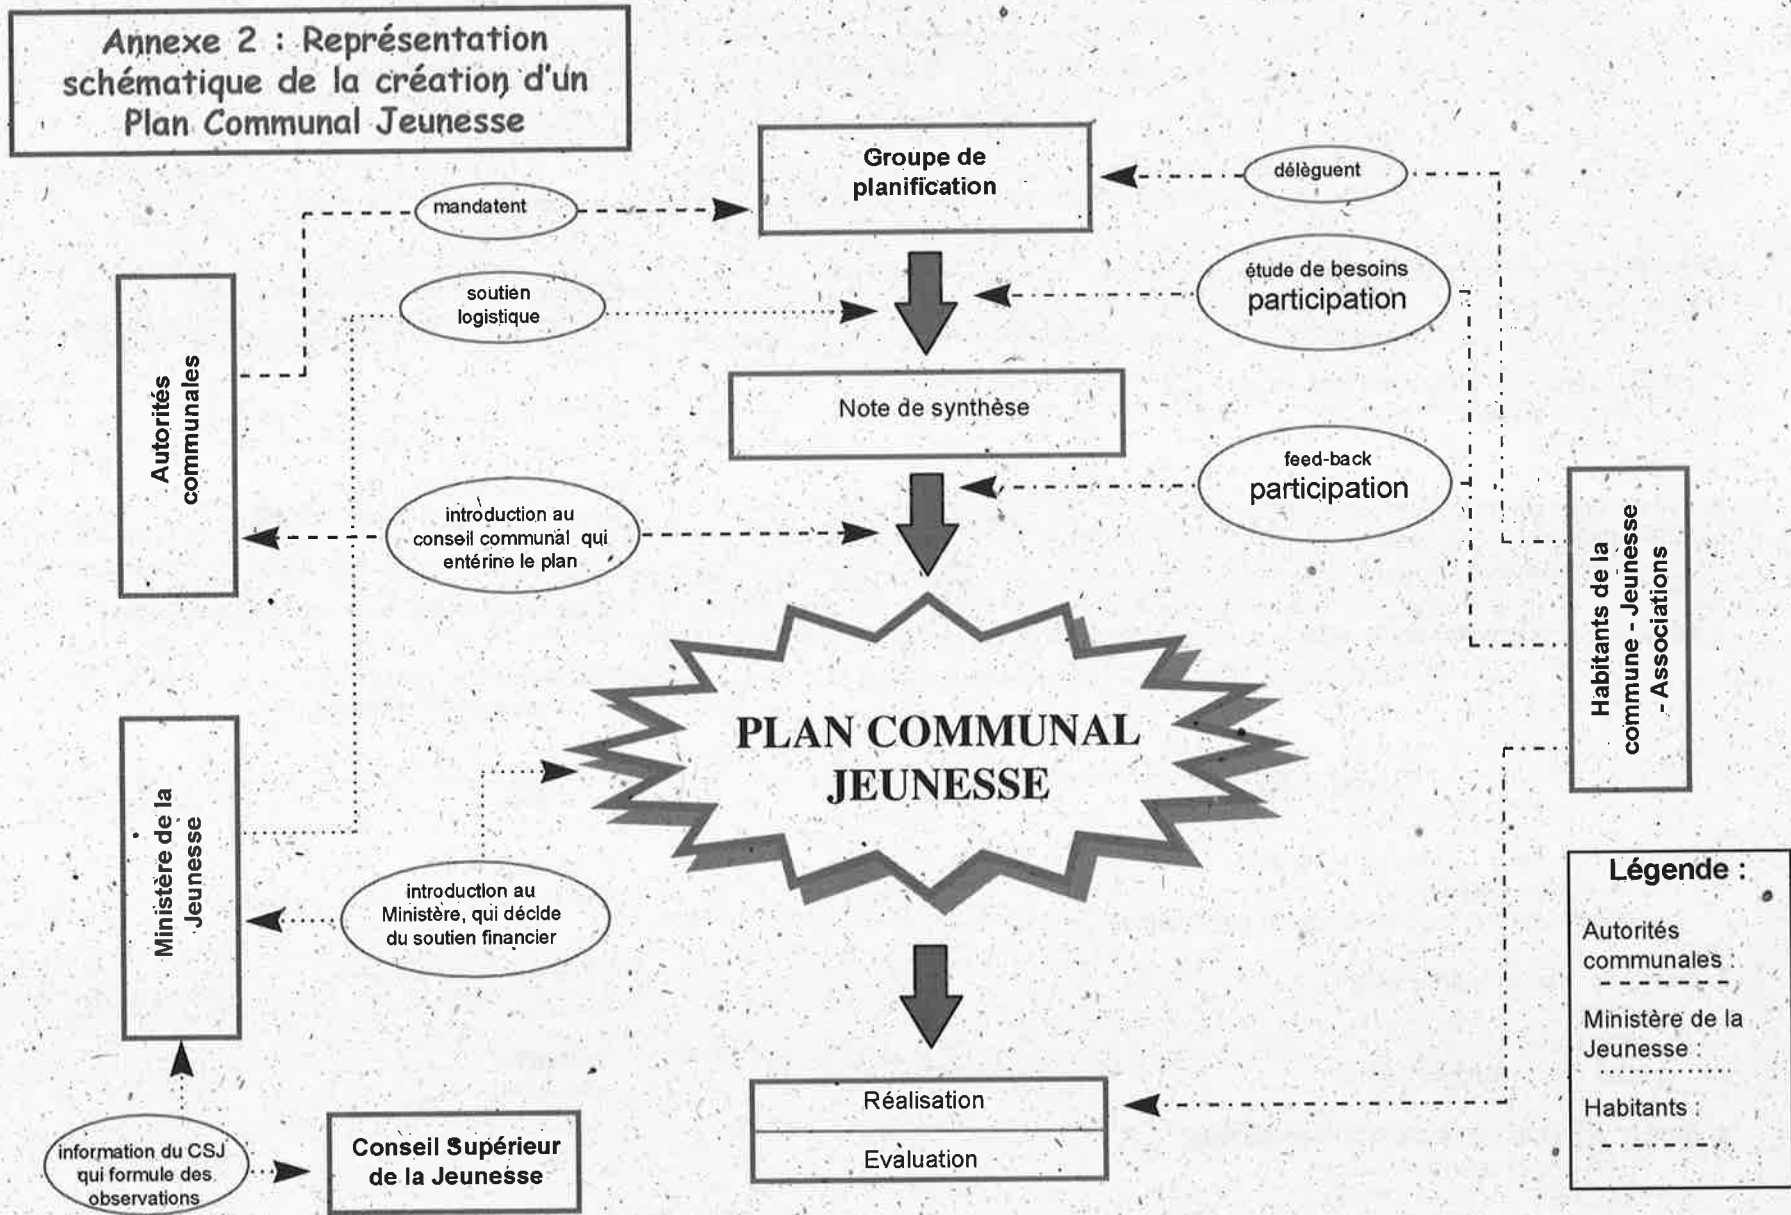 Annexe 2 : Représentation
schématique de la création d'un
Plan Communal Jeunesse
Groupe de
planification
délèguent
mandatent
étude de besoins
participation
soutien
logistique
Autorités
communales
Note de synthèse
feed-back
participation
introduction au
conseil communal qui
entérine le plan
Habitants de la
commune - Jeunesse
- Associations
PLAN COMMUNAL
JEUNESSE
Ministère de la
Jeunesse
introduction au
Ministère, qui décide
du soutien financier
Légende :
Autorités
communales :
Ministère de la
Jeunesse :
Habitants :
Réalisation
Evaluation
information du CSJ
qui formule des
observations
Conseil Supérieur
de la Jeunesse